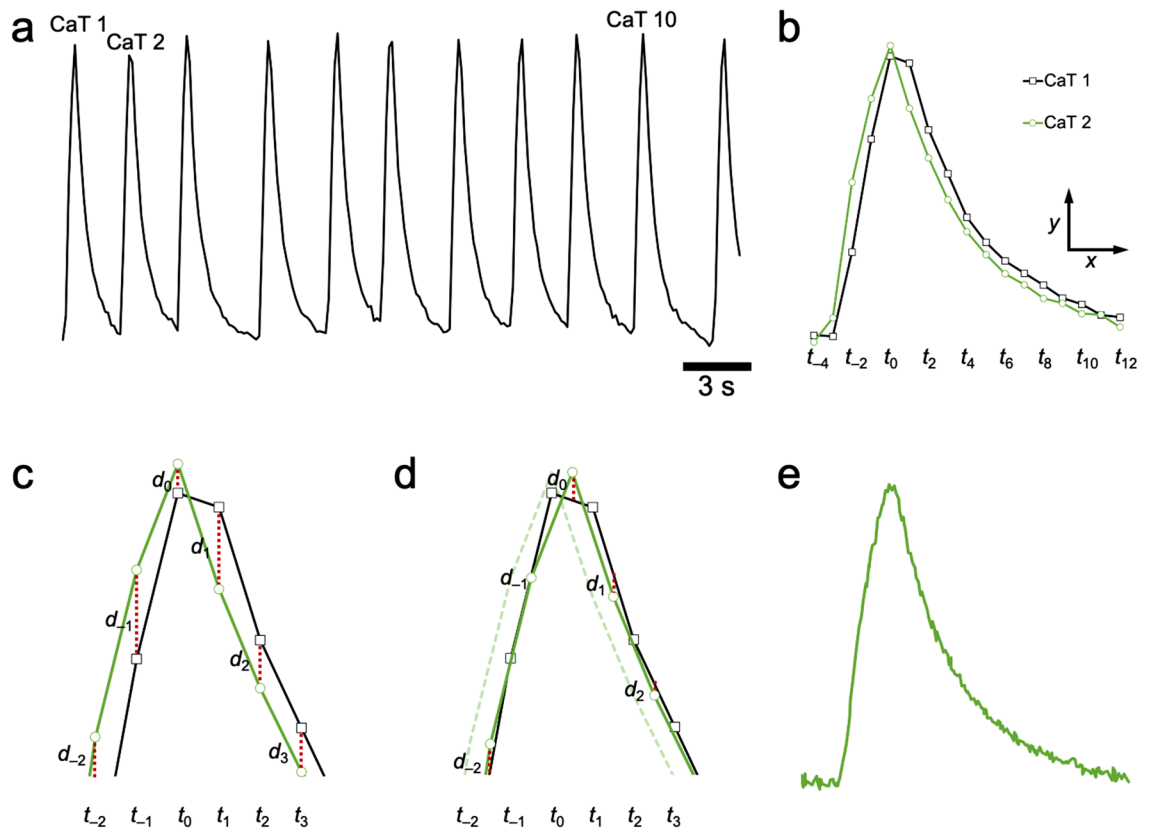 a
CaT 1
CaT 2
CaT 10
3 s
b
CaT 1
CaT 2
y
x
t–4 t–2 t0 t2 t4 t6 t8 t10 t12
c
d0
d1
d–1
d2
d–2
d3
t–2 t–1 t0 t1 t2 t3
d
d0
d–1
d1
d2
d–2
t–2 t–1 t0 t1 t2 t3
e